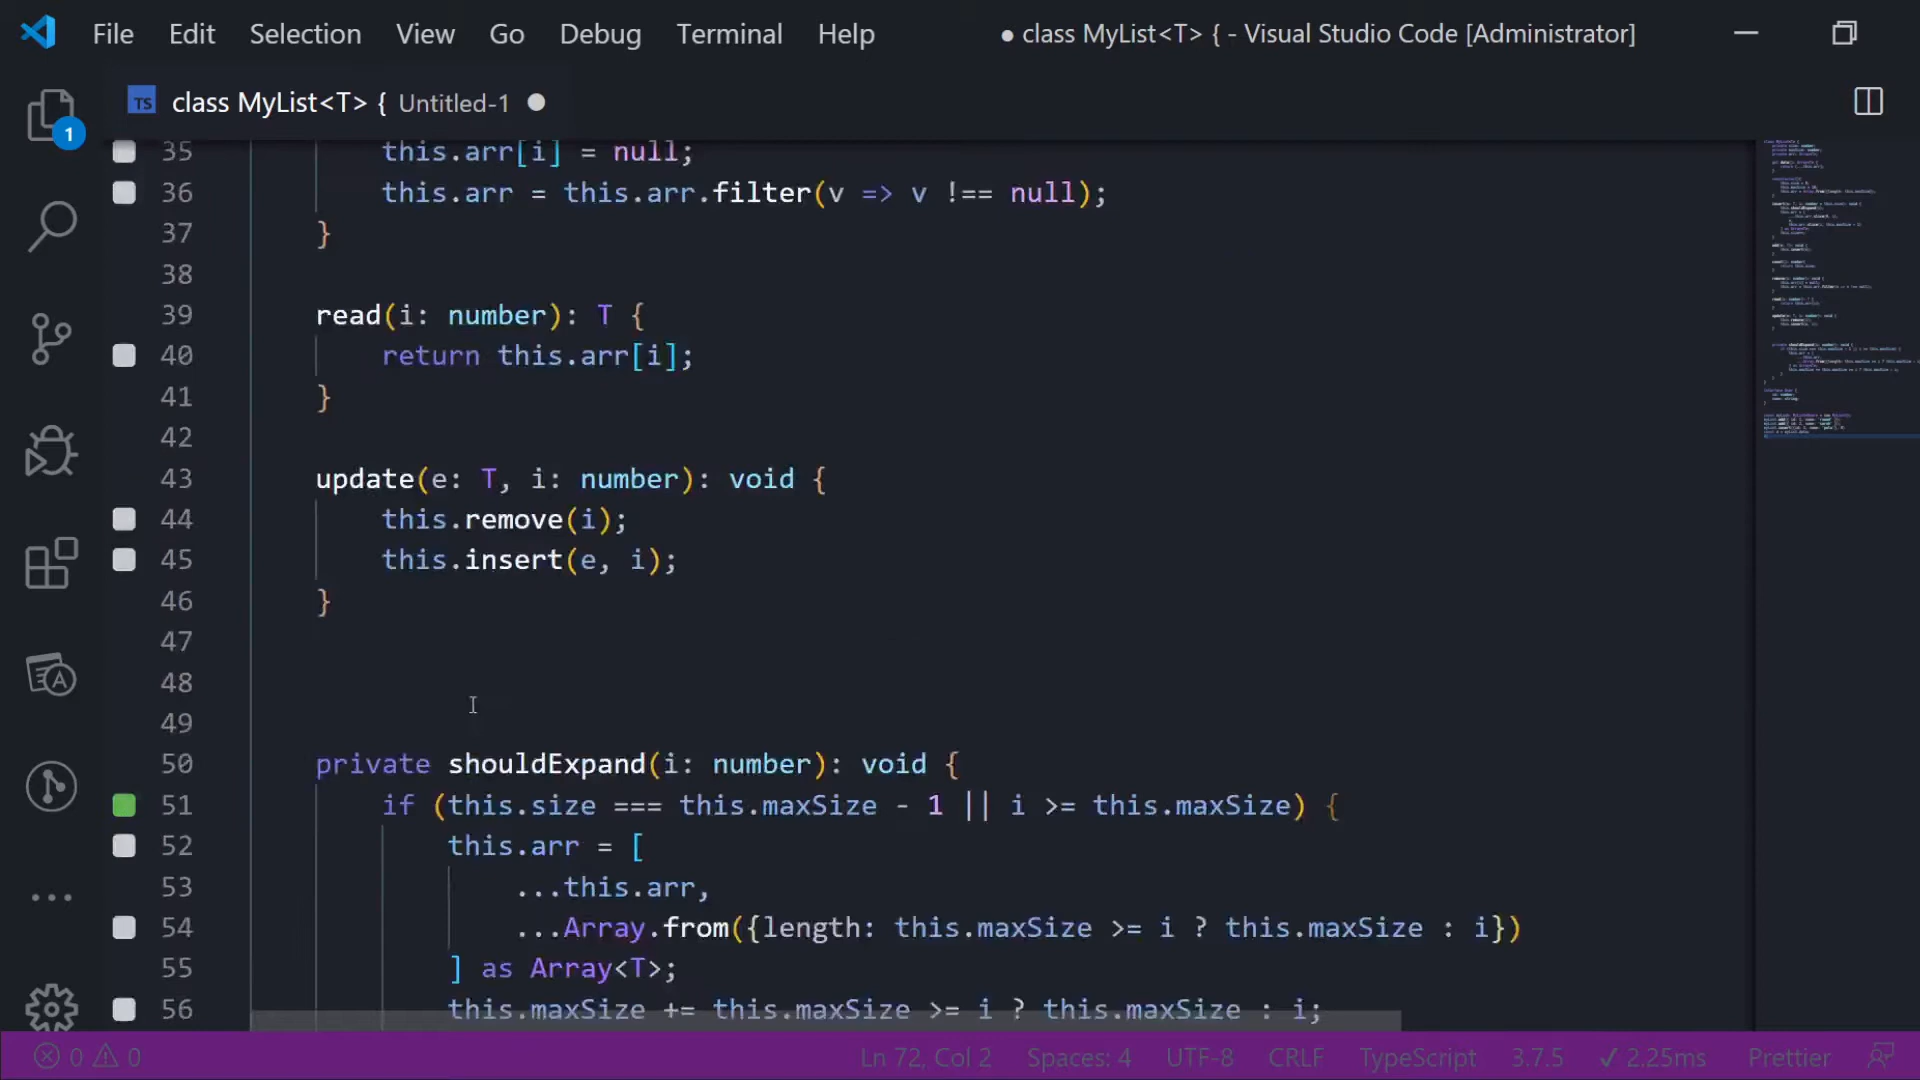 File Edit Selection View Go Debug Terminal Help ● class MyList<T> { - Visual Studio Code [Administrator]
TS class MyList<T> { Untitled-1 ●
1
35 this.arr[i] = null;
36 this.arr = this.arr.filter(v => v !== null);
37 }
38
39 read(i: number): T {
40 return this.arr[i];
41 }
42
43 update(e: T, i: number): void {
44 this.remove(i);
45 this.insert(e, i);
46 }
47
48
49
50 private shouldExpand(i: number): void {
51 if (this.size === this.maxSize - 1 || i >= this.maxSize) {
52 this.arr = [
53 ...this.arr,
54 ...Array.from({length: this.maxSize >= i ? this.maxSize : i})
55 ] as Array<T>;
56 this.maxSize += this.maxSize >= i ? this.maxSize : i;
0 0 Ln 72, Col 2 Spaces: 4 UTF-8 CRLF TypeScript 3.7.5 ✓ 2.25ms Prettier